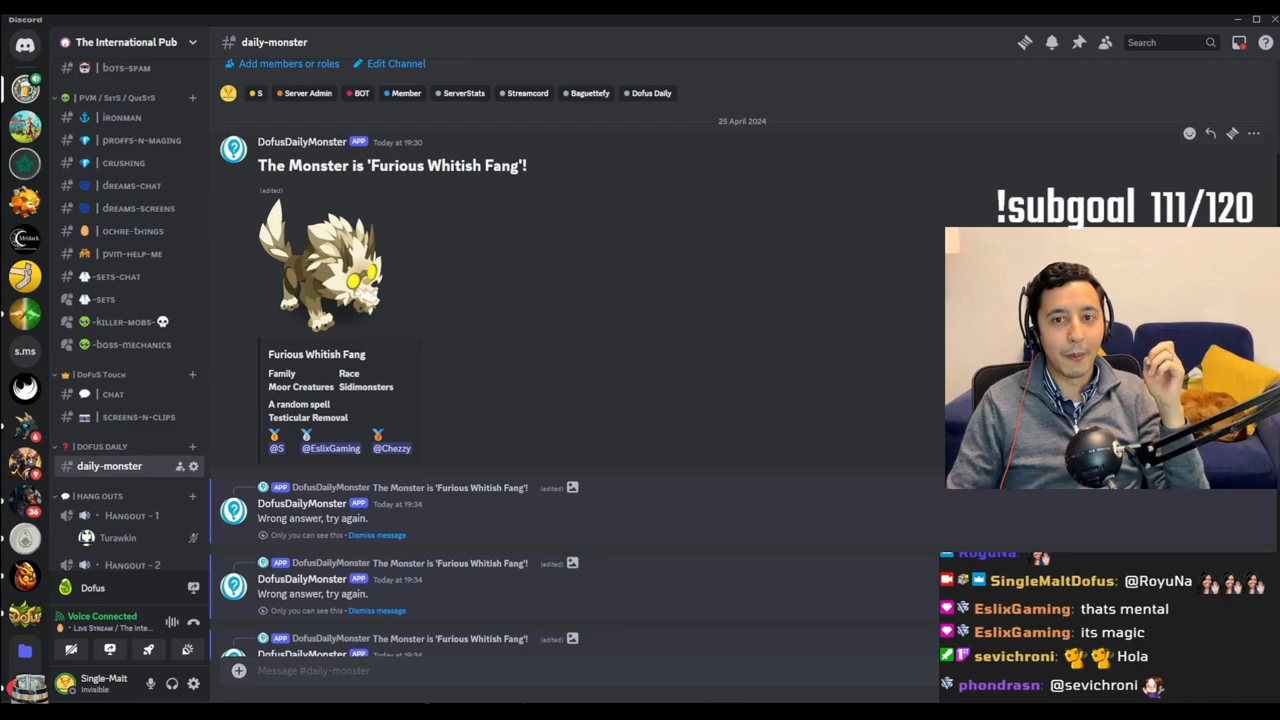 Discord
The International Pub
BOTS-SPAM
PVM / SETS / QUESTS
IRONMAN
PROFFS-N-MAGING
CRUSHING
DREAMS-CHAT
DREAMS-SCREENS
OCHRE-THINGS
PVM-HELP-ME
-SETS-CHAT
-SETS
-KILLER-MOBS-
-BOSS-MECHANICS
DOFUS TOUCH
CHAT
SCREENS-N-CLIPS
DOFUS DAILY
daily-monster
HANG OUTS
HANGOUT - 1
Turawkin
HANGOUT - 2
Dofus
Voice Connected
LIVE STREAM / The Inte...
Single-Malt
Invisible
s.ms
6
9
36
daily-monster
Search
Add members or roles
Edit Channel
S
Server Admin
BOT
Member
ServerStats
Streamcord
Baguettefy
Dofus Daily
25 April 2024
DofusDailyMonster APP Today at 19:30
The Monster is 'Furious Whitish Fang'!
(edited)
Furious Whitish Fang
Family Race
Moor Creatures Sidimonsters
A random spell
Testicular Removal
@S @EslixGaming @Chezzy
APP DofusDailyMonster The Monster is 'Furious Whitish Fang'! (edited)
DofusDailyMonster APP Today at 19:34
Wrong answer, try again.
Only you can see this • Dismiss message
APP DofusDailyMonster The Monster is 'Furious Whitish Fang'! (edited)
DofusDailyMonster APP Today at 19:34
Wrong answer, try again.
Only you can see this • Dismiss message
APP DofusDailyMonster The Monster is 'Furious Whitish Fang'! (edited)
DofusDailyMonster APP Today at 19:34
Message #daily-monster
!subgoal 111/120
RoyuNa:
SingleMaltDofus: @RoyuNa
EslixGaming: thats mental
EslixGaming: its magic
sevichroni: Hola
phondrasn: @sevichroni